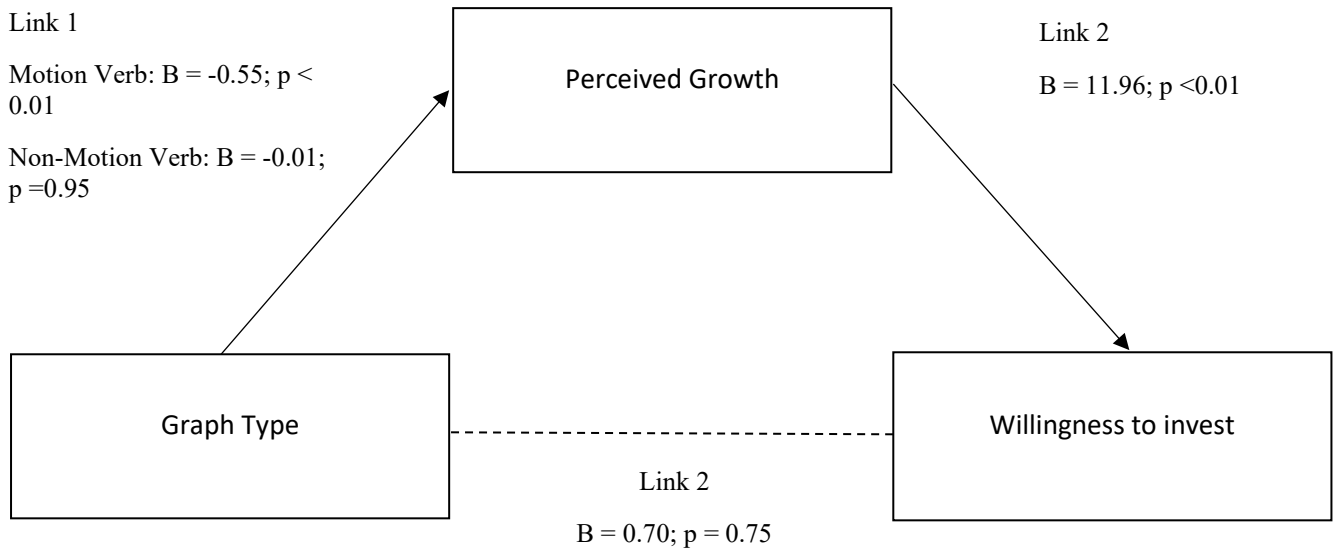 Link 1
Motion Verb: B = -0.55; p <
0.01
Non-Motion Verb: B = -0.01;
p =0.95
Perceived Growth
Link 2
B = 11.96; p <0.01
Graph Type
Willingness to invest
Link 2
B = 0.70; p = 0.75